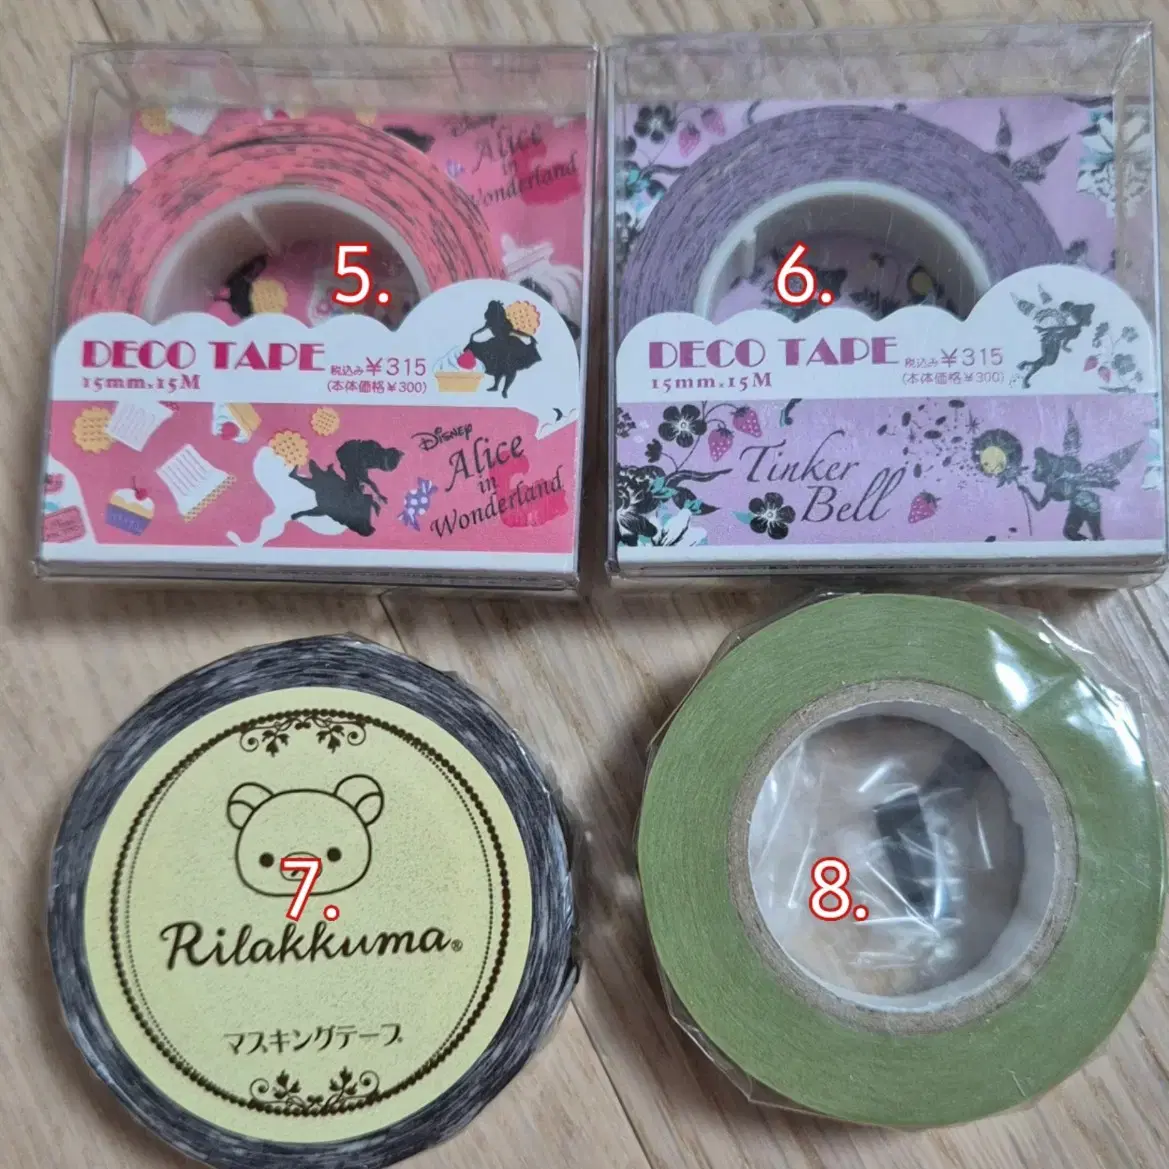 Disney
Alice
in
Wonderland
5.
DECO TAPE
税込み¥315
15mm×15M
(本体価格¥300)
Disney
Alice
in
Wonderland
6.
DECO TAPE
税込み¥315
15mm×15M
(本体価格¥300)
Tinker
Bell
7.
Rilakkuma®
マスキングテープ
8.